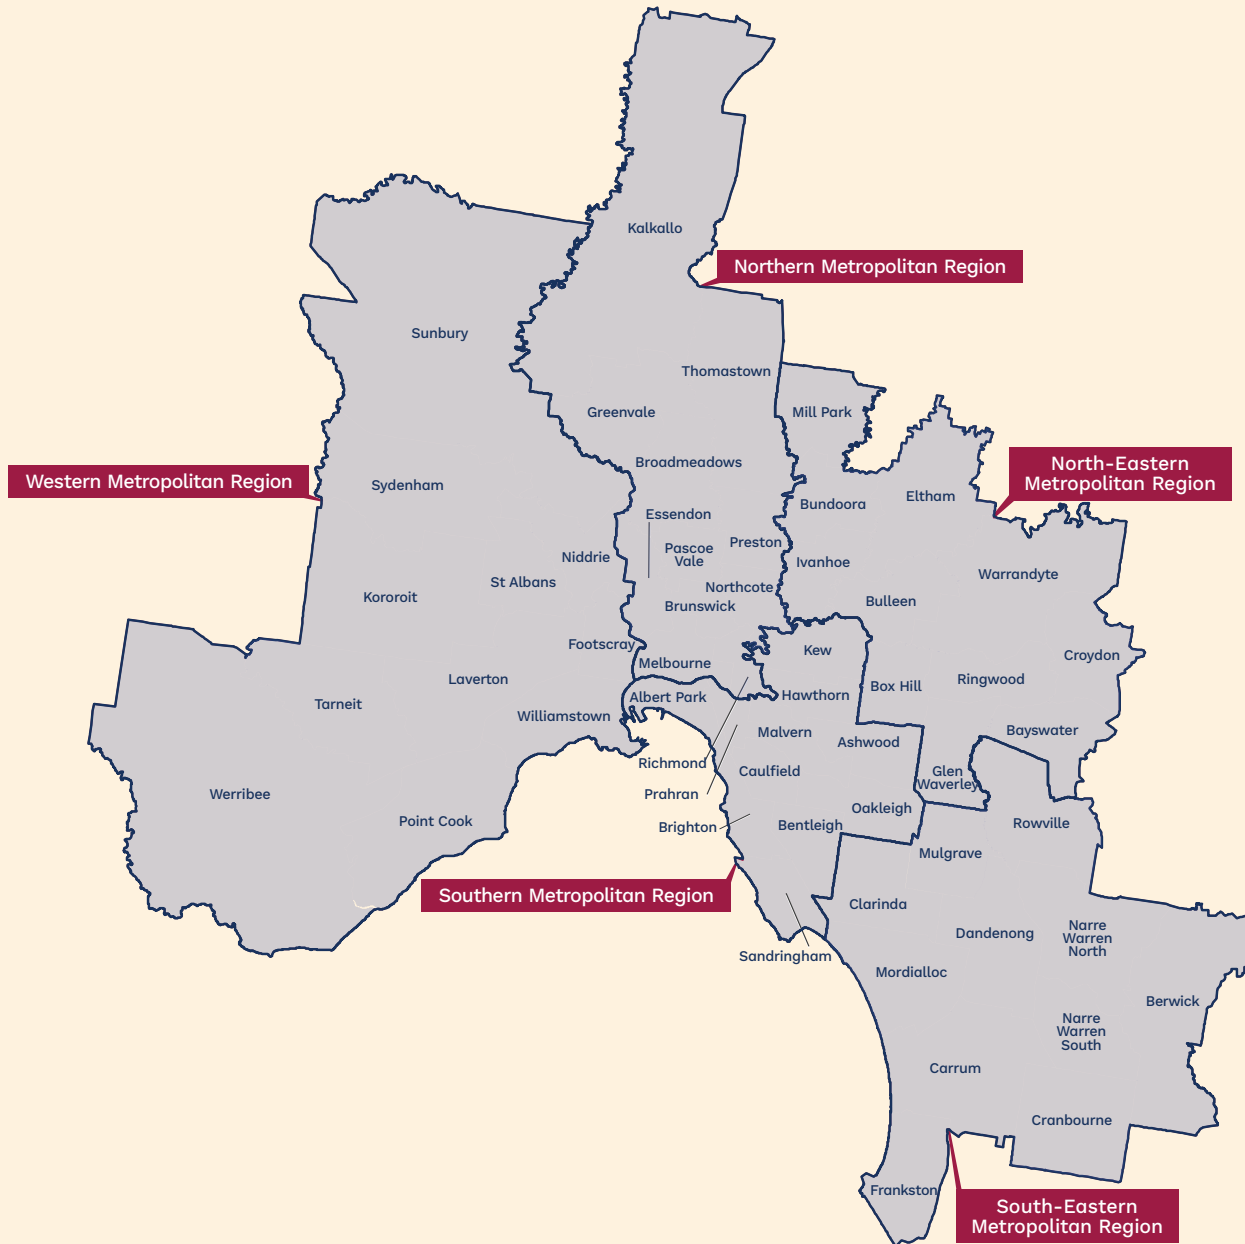 Kalkallo
Northern Metropolitan Region
Sunbury
Thomastown
Greenvale
Mill Park
Broadmeadows
North-Eastern
Metropolitan Region
Western Metropolitan Region
Sydenham
Eltham
Bundoora
Essendon
Preston
Pascoe
Vale
Niddrie
Ivanhoe
Warrandyte
St Albans
Northcote
Kororoit
Bulleen
Brunswick
Footscray
Kew
Croydon
Melbourne
Laverton
Ringwood
Box Hill
Albert Park
Hawthorn
Tarneit
Williamstown
Malvern
Bayswater
Ashwood
Richmond
Caulfield
Glen
Waverley
Werribee
Prahran
Oakleigh
Point Cook
Brighton
Bentleigh
Rowville
Mulgrave
Southern Metropolitan Region
Clarinda
Dandenong
Narre
Warren
North
Sandringham
Mordialloc
Berwick
Narre
Warren
South
Carrum
Cranbourne
Frankston
South-Eastern
Metropolitan Region